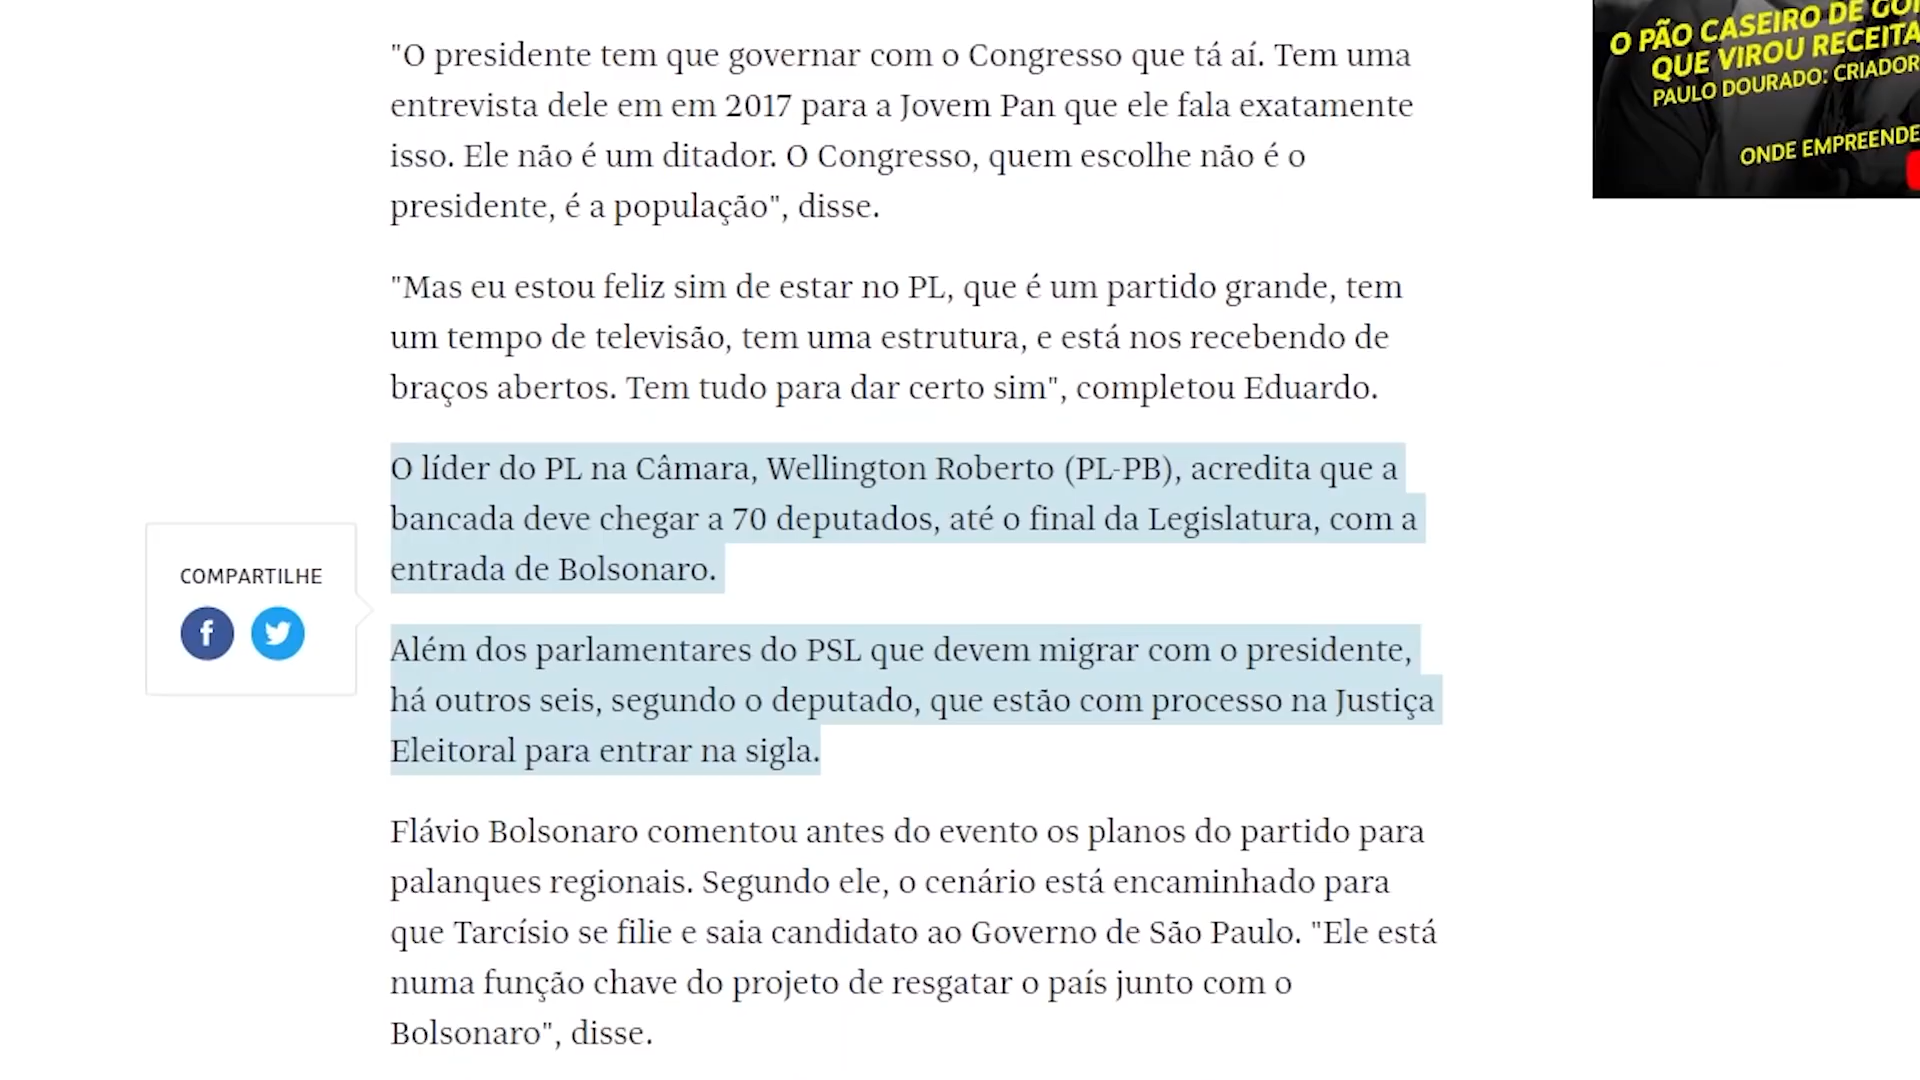 "O presidente tem que governar com o Congresso que tá aí. Tem uma
entrevista dele em em 2017 para a Jovem Pan que ele fala exatamente
isso. Ele não é um ditador. O Congresso, quem escolhe não é o
presidente, é a população", disse.
"Mas eu estou feliz sim de estar no PL, que é um partido grande, tem
um tempo de televisão, tem uma estrutura, e está nos recebendo de
braços abertos. Tem tudo para dar certo sim", completou Eduardo.
O líder do PL na Câmara, Wellington Roberto (PL-PB), acredita que a
bancada deve chegar a 70 deputados, até o final da Legislatura, com a
entrada de Bolsonaro.
Além dos parlamentares do PSL que devem migrar com o presidente,
há outros seis, segundo o deputado, que estão com processo na Justiça
Eleitoral para entrar na sigla.
Flávio Bolsonaro comentou antes do evento os planos do partido para
palanques regionais. Segundo ele, o cenário está encaminhado para
que Tarcísio se filie e saia candidato ao Governo de São Paulo. "Ele está
numa função chave do projeto de resgatar o país junto com o
Bolsonaro", disse.
COMPARTILHE
O PÃO CASEIRO DE
QUE VIROU RECEITA
PAULO DOURADO: CRIADOR
ONDE EMPREENDE